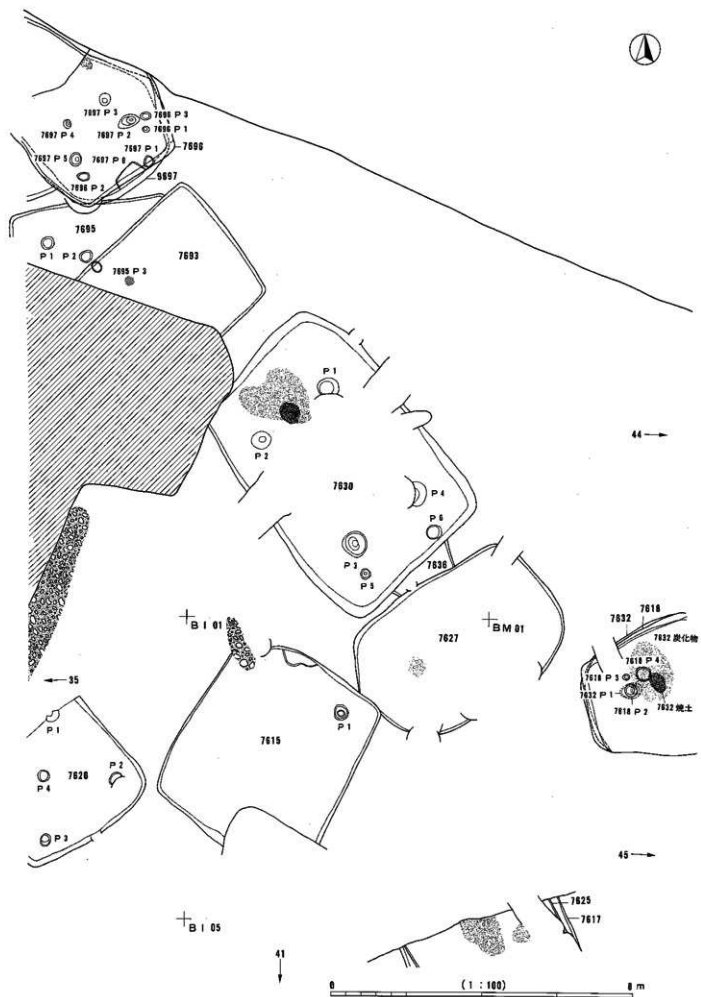 7697 P 3
7696 P 3
7697 P 4
7697 P 2
7696 P 1
7697 P 1
7696
7697 P 5
7697 P 6
7696 P 2
9697
7695
P 1
P 2
7693
7695 P 3
P 1
44
P 2
7630
P 4
P 6
P 3
7636
P 5
B I 01
7627
B M 01
7632
7618
7632 炭化物
7618 P 4
7618 P 3
7632 P 1
7618 P 2
7632 焼土
35
P 1
7615
P 1
P 2
7620
P 4
P 3
45
7625
7617
B I 05
41
0
(1 : 100)
8 m